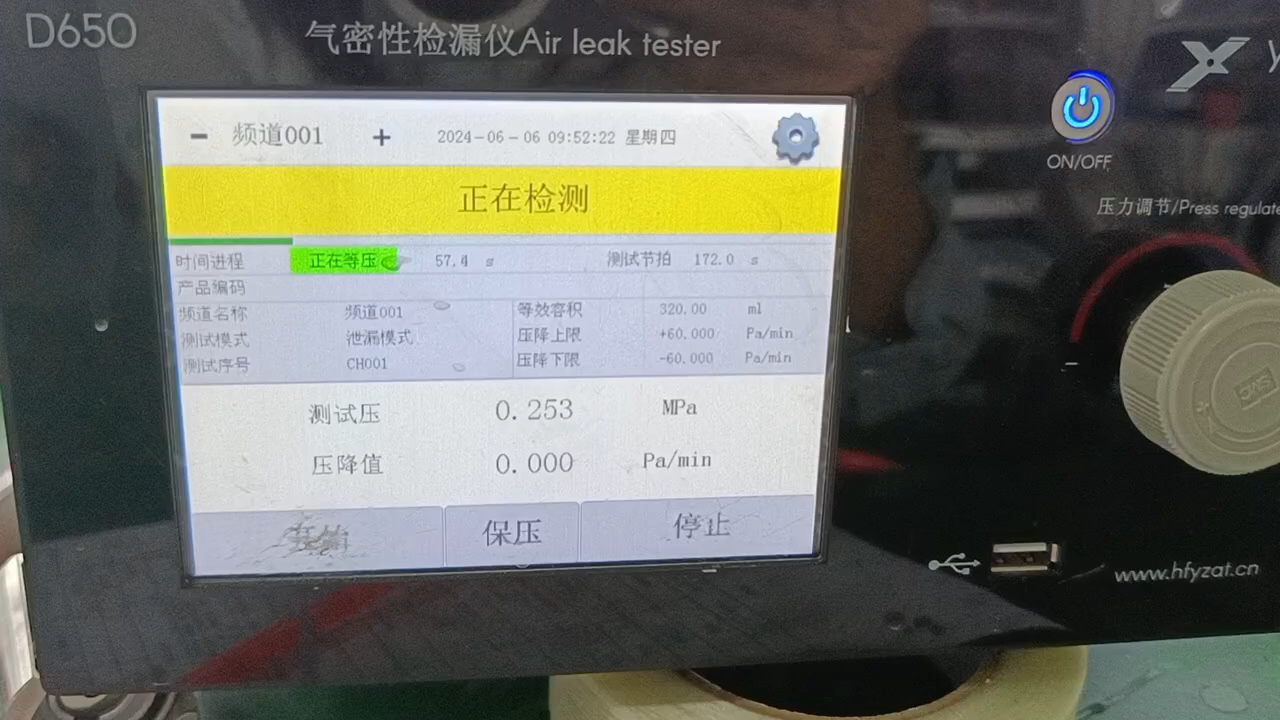 D650
气密性检漏仪Air leak tester
− 频道001 + 2024-06-06 09:52:22 星期四
ON/OFF
正在检测
压力调节/Press regulate
时间进程 正在等压 57.4 s 测试节拍 172.0 s
产品编码
频道名称 频道001 等效容积 320.00 ml
测试模式 泄漏模式 压降上限 +60.000 Pa/min
测试序号 CH001 压降下限 -60.000 Pa/min
SMC
测试压 0.253 MPa
压降值 0.000 Pa/min
保压 停止
www.hfyzat.cn